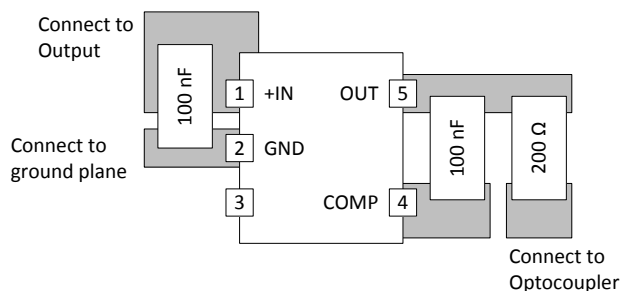 Connect to
Output
100 nF
1 +IN
OUT 5
Connect to
ground plane
2 GND
100 nF
200 Ω
3
COMP 4
Connect to
Optocoupler